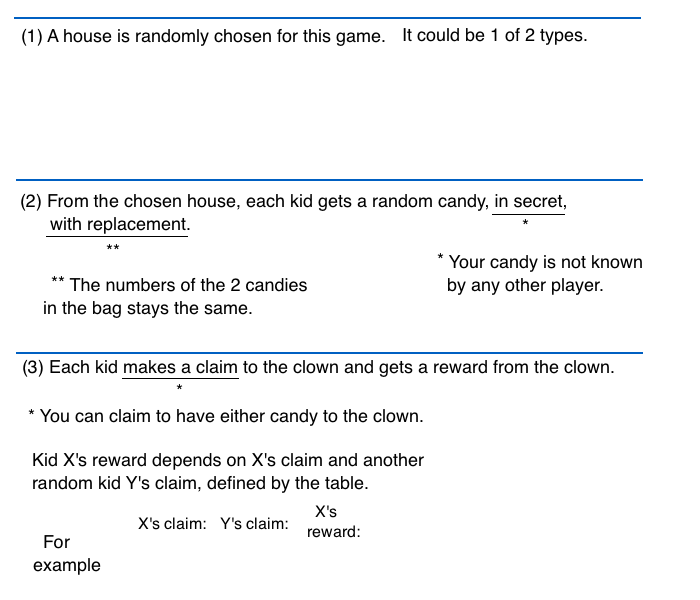 (1) A house is randomly chosen for this game. It could be 1 of 2 types.
(2) From the chosen house, each kid gets a random candy, in secret,
with replacement.
*
**
* Your candy is not known
by any other player.
** The numbers of the 2 candies
in the bag stays the same.
(3) Each kid makes a claim to the clown and gets a reward from the clown.
*
* You can claim to have either candy to the clown.
Kid X's reward depends on X's claim and another
random kid Y's claim, defined by the table.
X's claim: Y's claim: X's
reward:
For
example